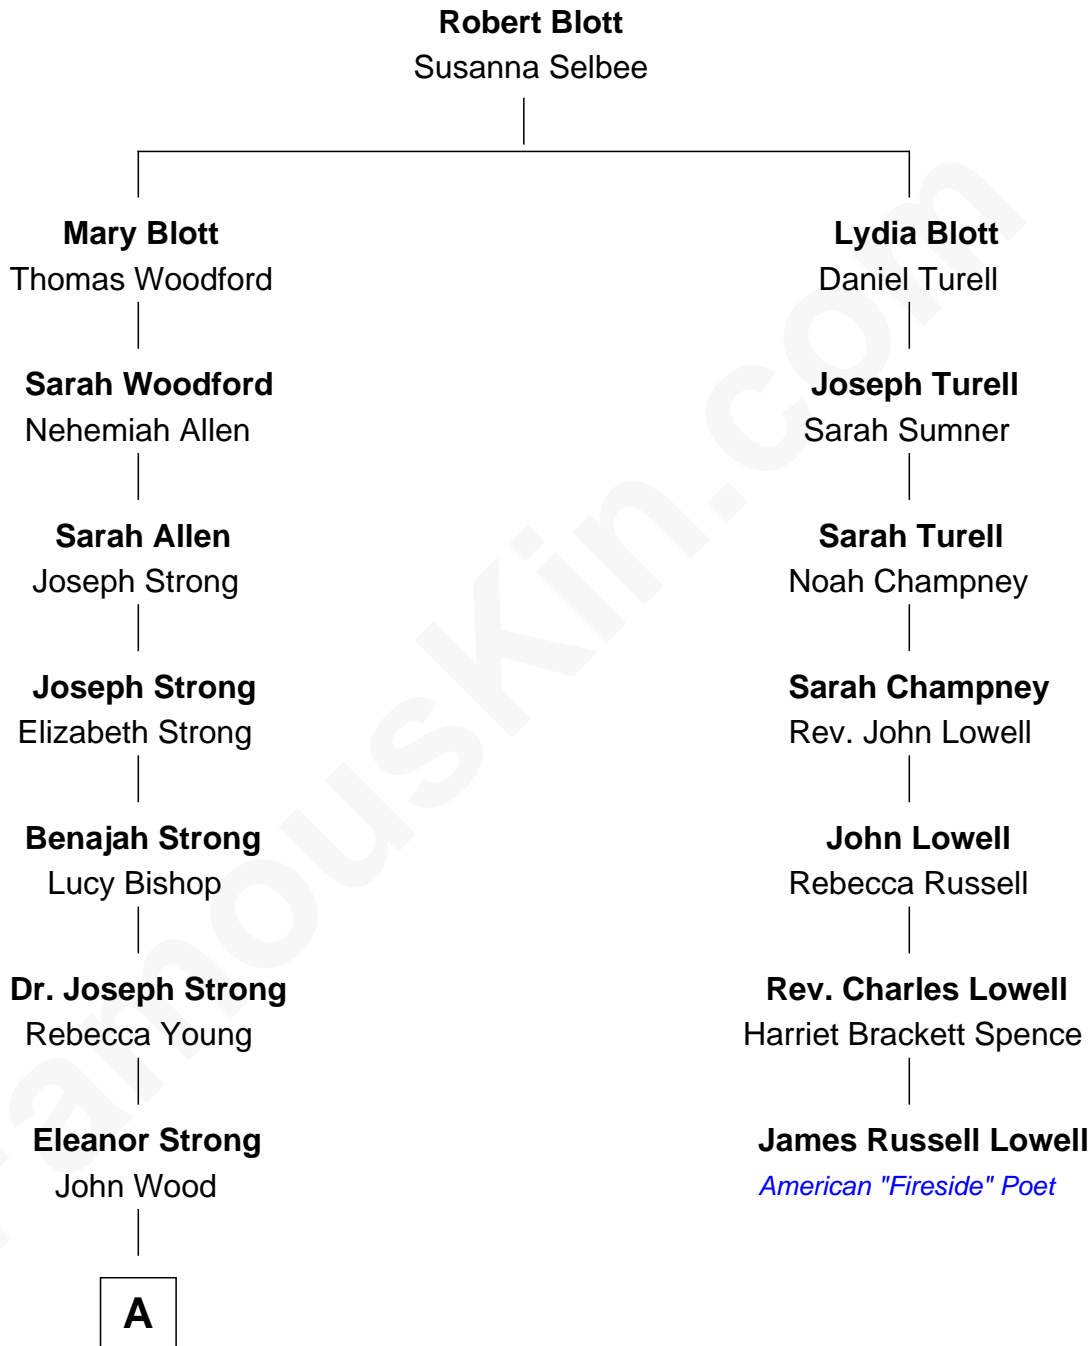 Robert Blott
Susanna Selbee
Mary Blott
Thomas Woodford
Lydia Blott
Daniel Turell
Sarah Woodford
Nehemiah Allen
Joseph Turell
Sarah Sumner
Sarah Allen
Joseph Strong
Sarah Turell
Noah Champney
Joseph Strong
Elizabeth Strong
Sarah Champney
Rev. John Lowell
Benajah Strong
Lucy Bishop
John Lowell
Rebecca Russell
Dr. Joseph Strong
Rebecca Young
Rev. Charles Lowell
Harriet Brackett Spence
Eleanor Strong
John Wood
James Russell Lowell
American "Fireside" Poet
A
FamousKin.com